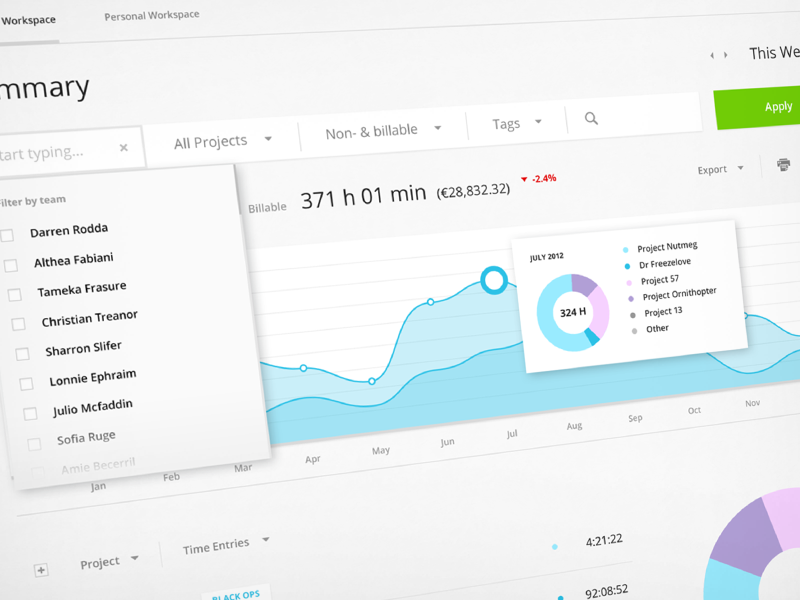 Workspace
Personal Workspace
mmary
This We
tart typing...
All Projects
Non- & billable
Tags
Apply
Filter by team
Darren Rodda
Althea Fabiani
Tameka Frasure
Christian Treanor
Sharron Slifer
Lonnie Ephraim
Julio Mcfaddin
Sofia Ruge
Amie Becerril
Billable
371 h 01 min (€28,832.32)
-2.4%
Export
JULY 2012
324 H
Project Nutmeg
Dr Freezelove
Project 57
Project Ornithopter
Project 13
Other
Jan
Feb
Mar
Apr
May
Jun
Jul
Aug
Sep
Oct
Nov
Project
Time Entries
4:21:22
BLACK OPS
92:08:52